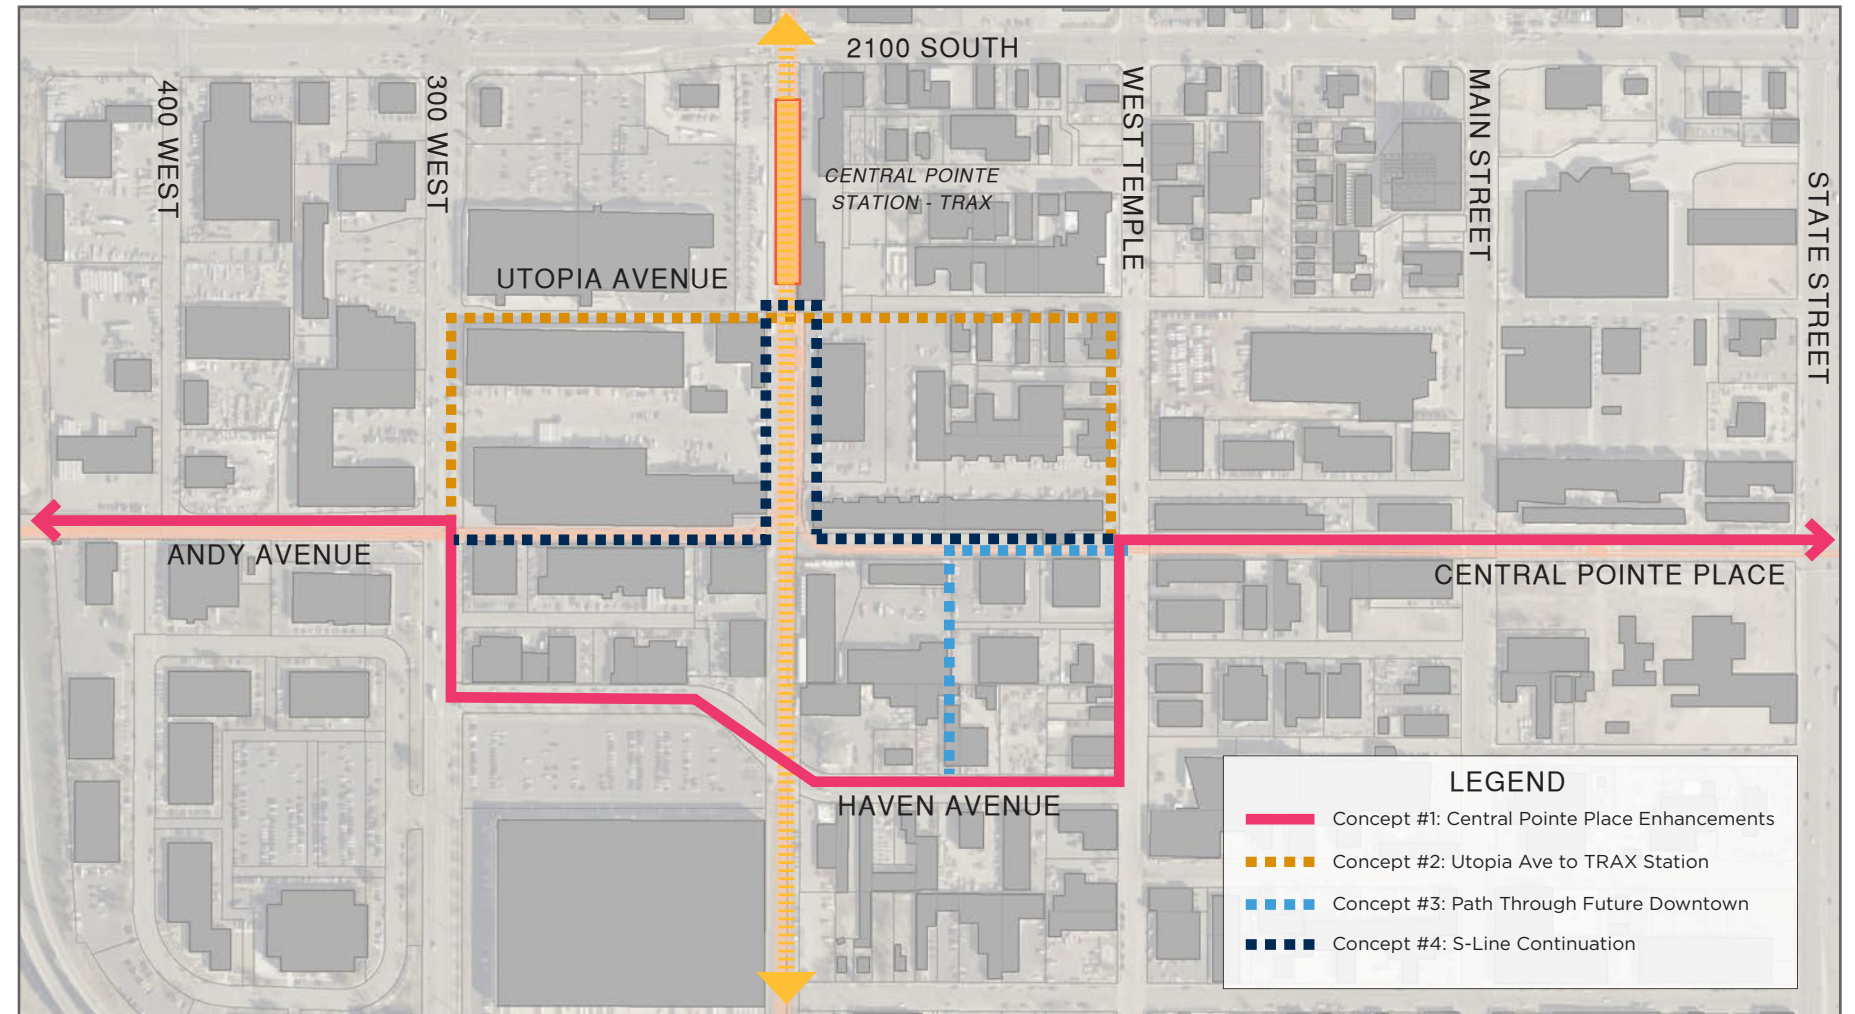 2100 SOUTH
400 WEST
300 WEST
WEST TEMPLE
MAIN STREET
STATE STREET
CENTRAL POINTE
STATION - TRAX
UTOPIA AVENUE
ANDY AVENUE
CENTRAL POINTE PLACE
HAVEN AVENUE
LEGEND
Concept #1: Central Pointe Place Enhancements
Concept #2: Utopia Ave to TRAX Station
Concept #3: Path Through Future Downtown
Concept #4: S-Line Continuation